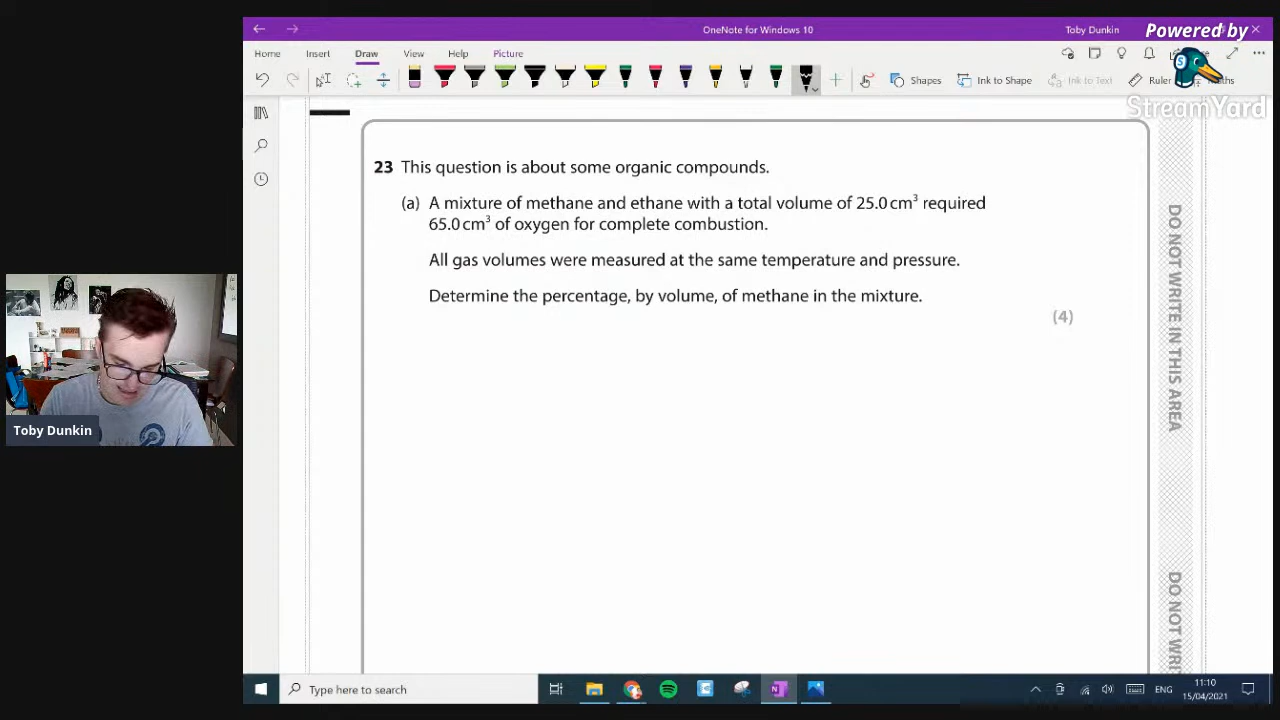 OneNote for Windows 10
Toby Dunkin
Powered by
StreamYard
Home Insert Draw View Help Picture
Shapes Ink to Shape Ink to Text Ruler
23 This question is about some organic compounds.
(a) A mixture of methane and ethane with a total volume of 25.0 cm³ required
65.0 cm³ of oxygen for complete combustion.
All gas volumes were measured at the same temperature and pressure.
Determine the percentage, by volume, of methane in the mixture.
(4)
DO NOT WRITE IN THIS AREA
DO NOT WRI
Toby Dunkin
Type here to search
ENG
11:10
15/04/2021